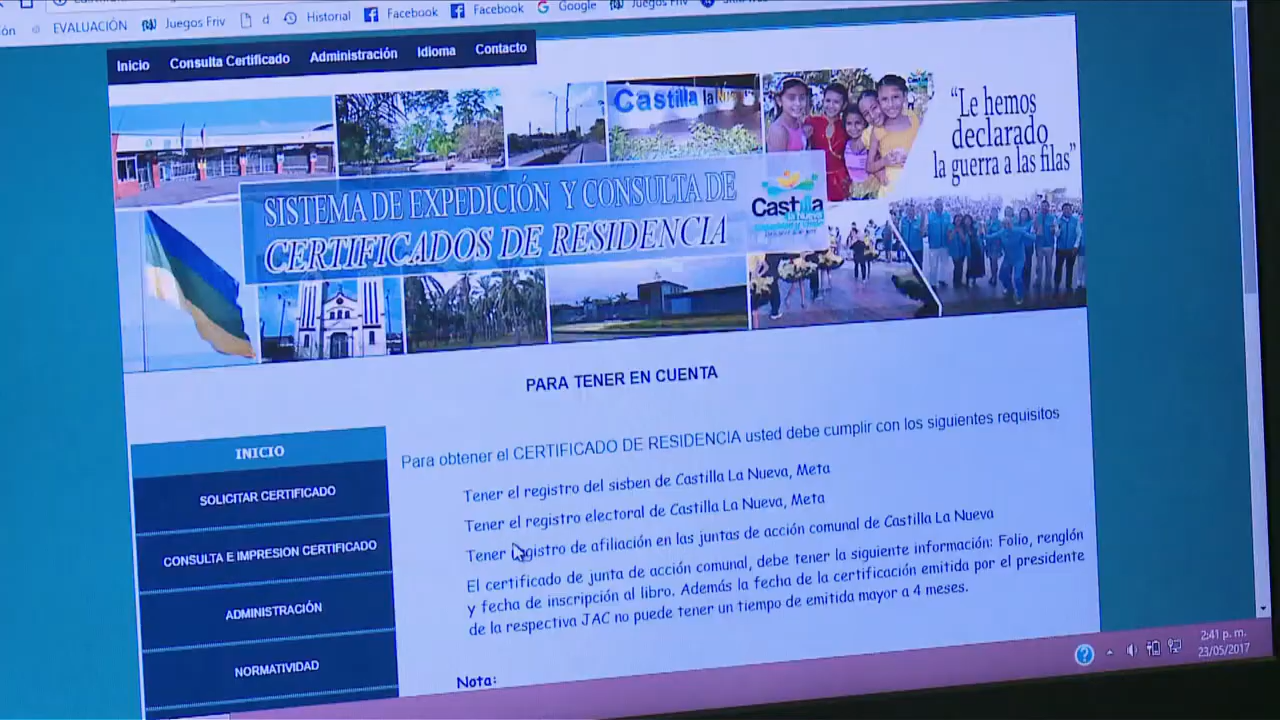 ón
EVALUACIÓN
Juegos Friv
d
Historial
Facebook
Facebook
Google
Juegos Friv
Inicio
Consulta Certificado
Administración
Idioma
Contacto
Castilla la Nu
“Le hemos
declarado
la guerra a las filas”
SISTEMA DE EXPEDICIÓN Y CONSULTA DE
CERTIFICADOS DE RESIDENCIA
Castilla
la Nueva
PARA TENER EN CUENTA
INICIO
SOLICITAR CERTIFICADO
CONSULTA E IMPRESION CERTIFICADO
ADMINISTRACIÓN
NORMATIVIDAD
Para obtener el CERTIFICADO DE RESIDENCIA usted debe cumplir con los siguientes requisitos
Tener el registro del sisben de Castilla La Nueva, Meta
Tener el registro electoral de Castilla La Nueva, Meta
Tener registro de afiliación en las juntas de acción comunal de Castilla La Nueva
El certificado de junta de acción comunal, debe tener la siguiente información: Folio, renglón
y fecha de inscripción al libro. Además la fecha de la certificación emitida por el presidente
de la respectiva JAC no puede tener un tiempo de emitida mayor a 4 meses.
Nota:
2:41 p. m.
23/05/2017